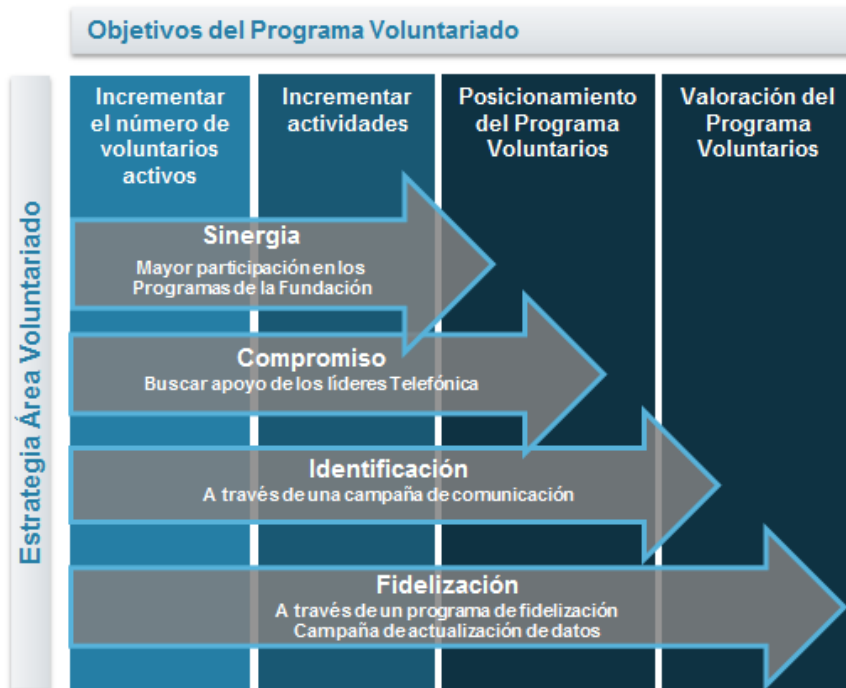 Objetivos del Programa Voluntariado
Estrategia Área Voluntariado
Incrementar
el número de
voluntarios
activos
Incrementar
actividades
Posicionamiento
del Programa
Voluntarios
Valoración del
Programa
Voluntarios
Sinergia
Mayor participación en los
Programas de la Fundación
Compromiso
Buscar apoyo de los líderes Telefónica
Identificación
A través de una campaña de comunicación
Fidelización
A través de un programa de fidelización
Campaña de actualización de datos